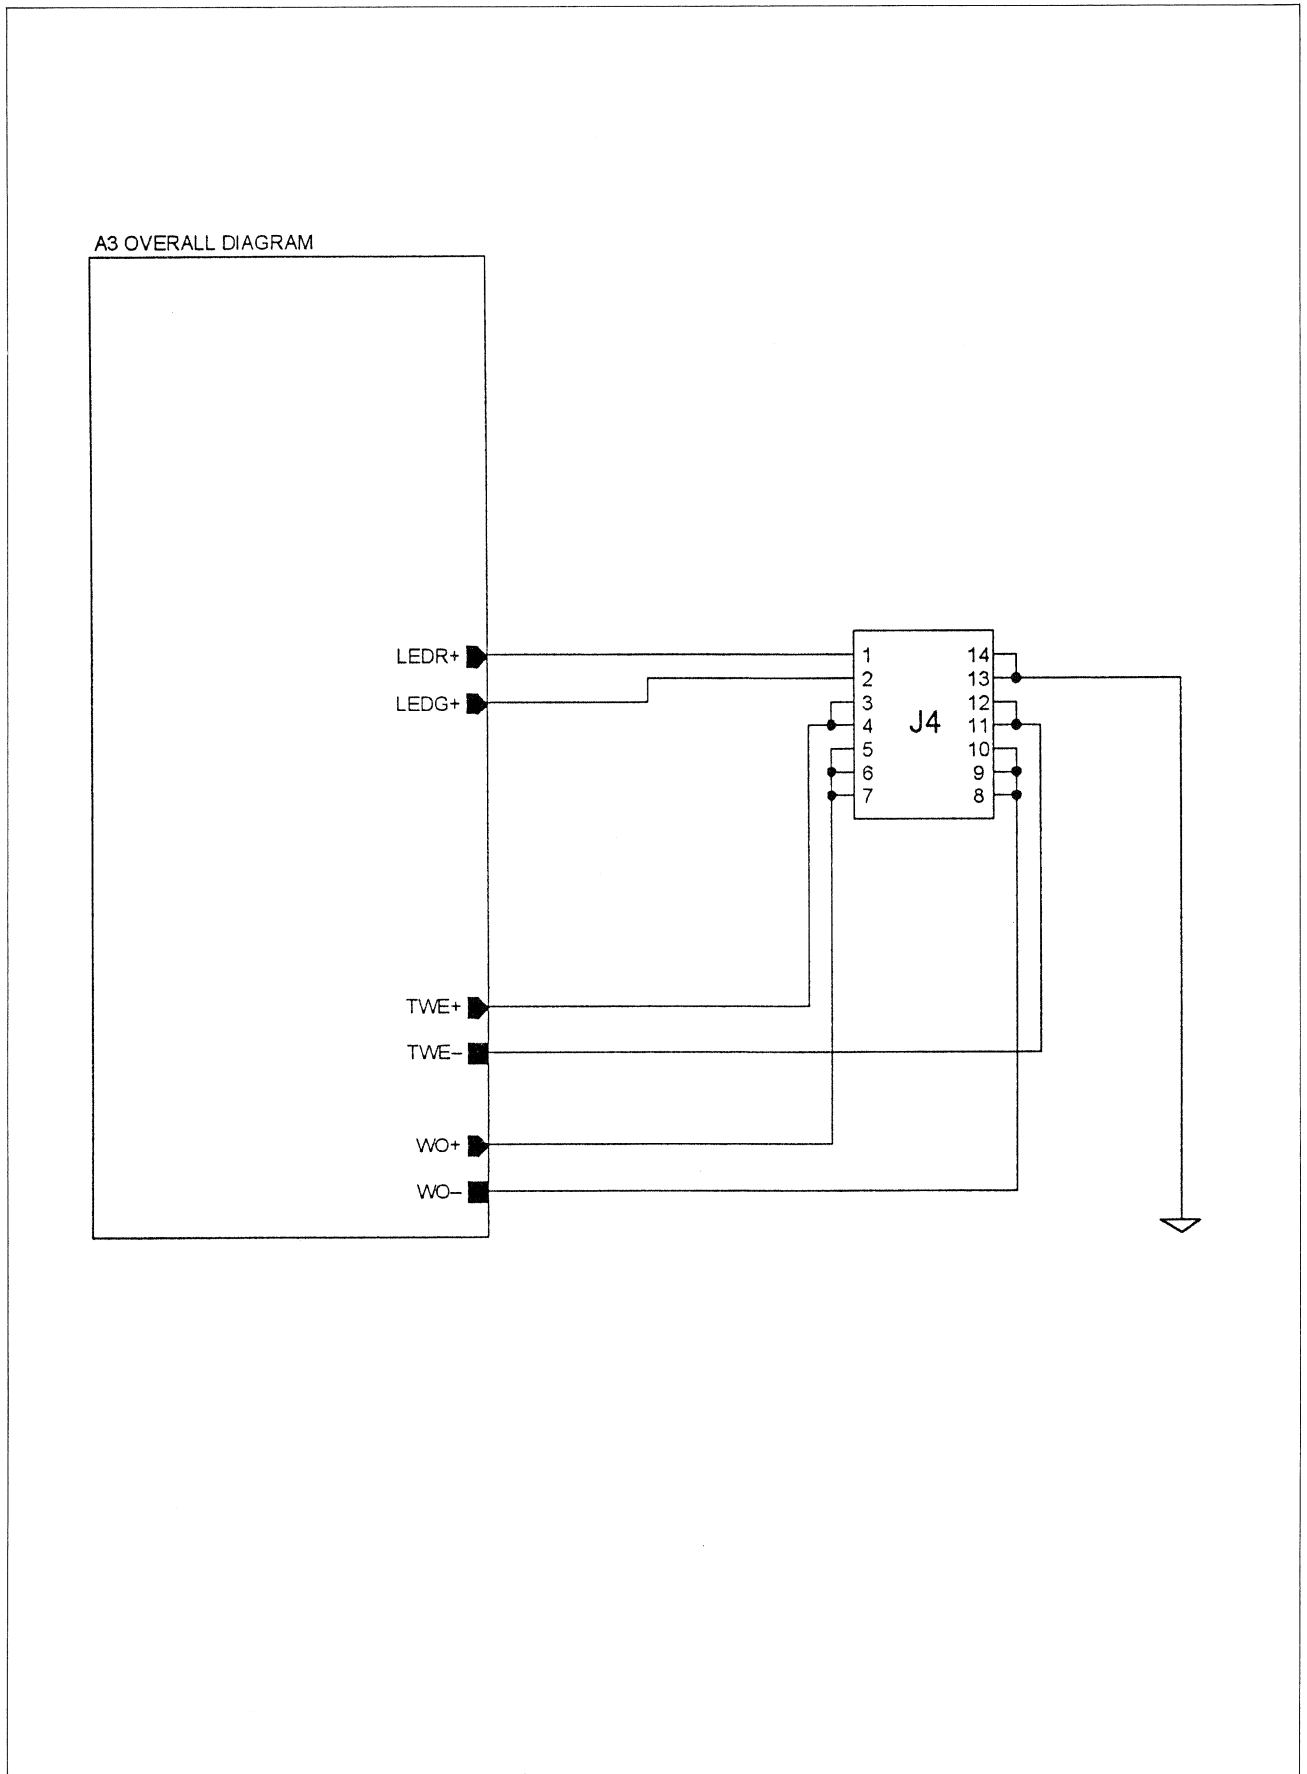 A3 OVERALL DIAGRAM
LEDR+
LEDG+
1 14
2 13
3 12
4 11
J4
5 10
6 9
7 8
TWE+
TWE–
WO+
WO–